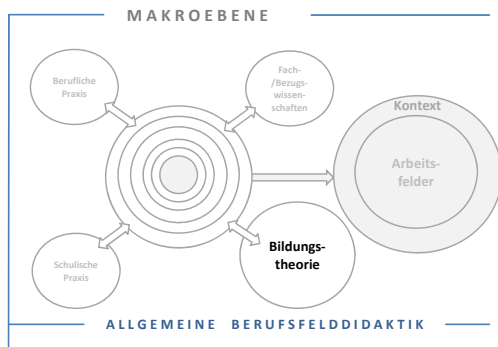 MAKROEBENE
Berufliche
Praxis
Fach-
/Bezugs
wissen-
schaften
Kontext
Arbeits-
felder
Bildungs-
theorie
Schulische
Praxis
ALLGEMEINE BERUFSFELDDIDAKTIK